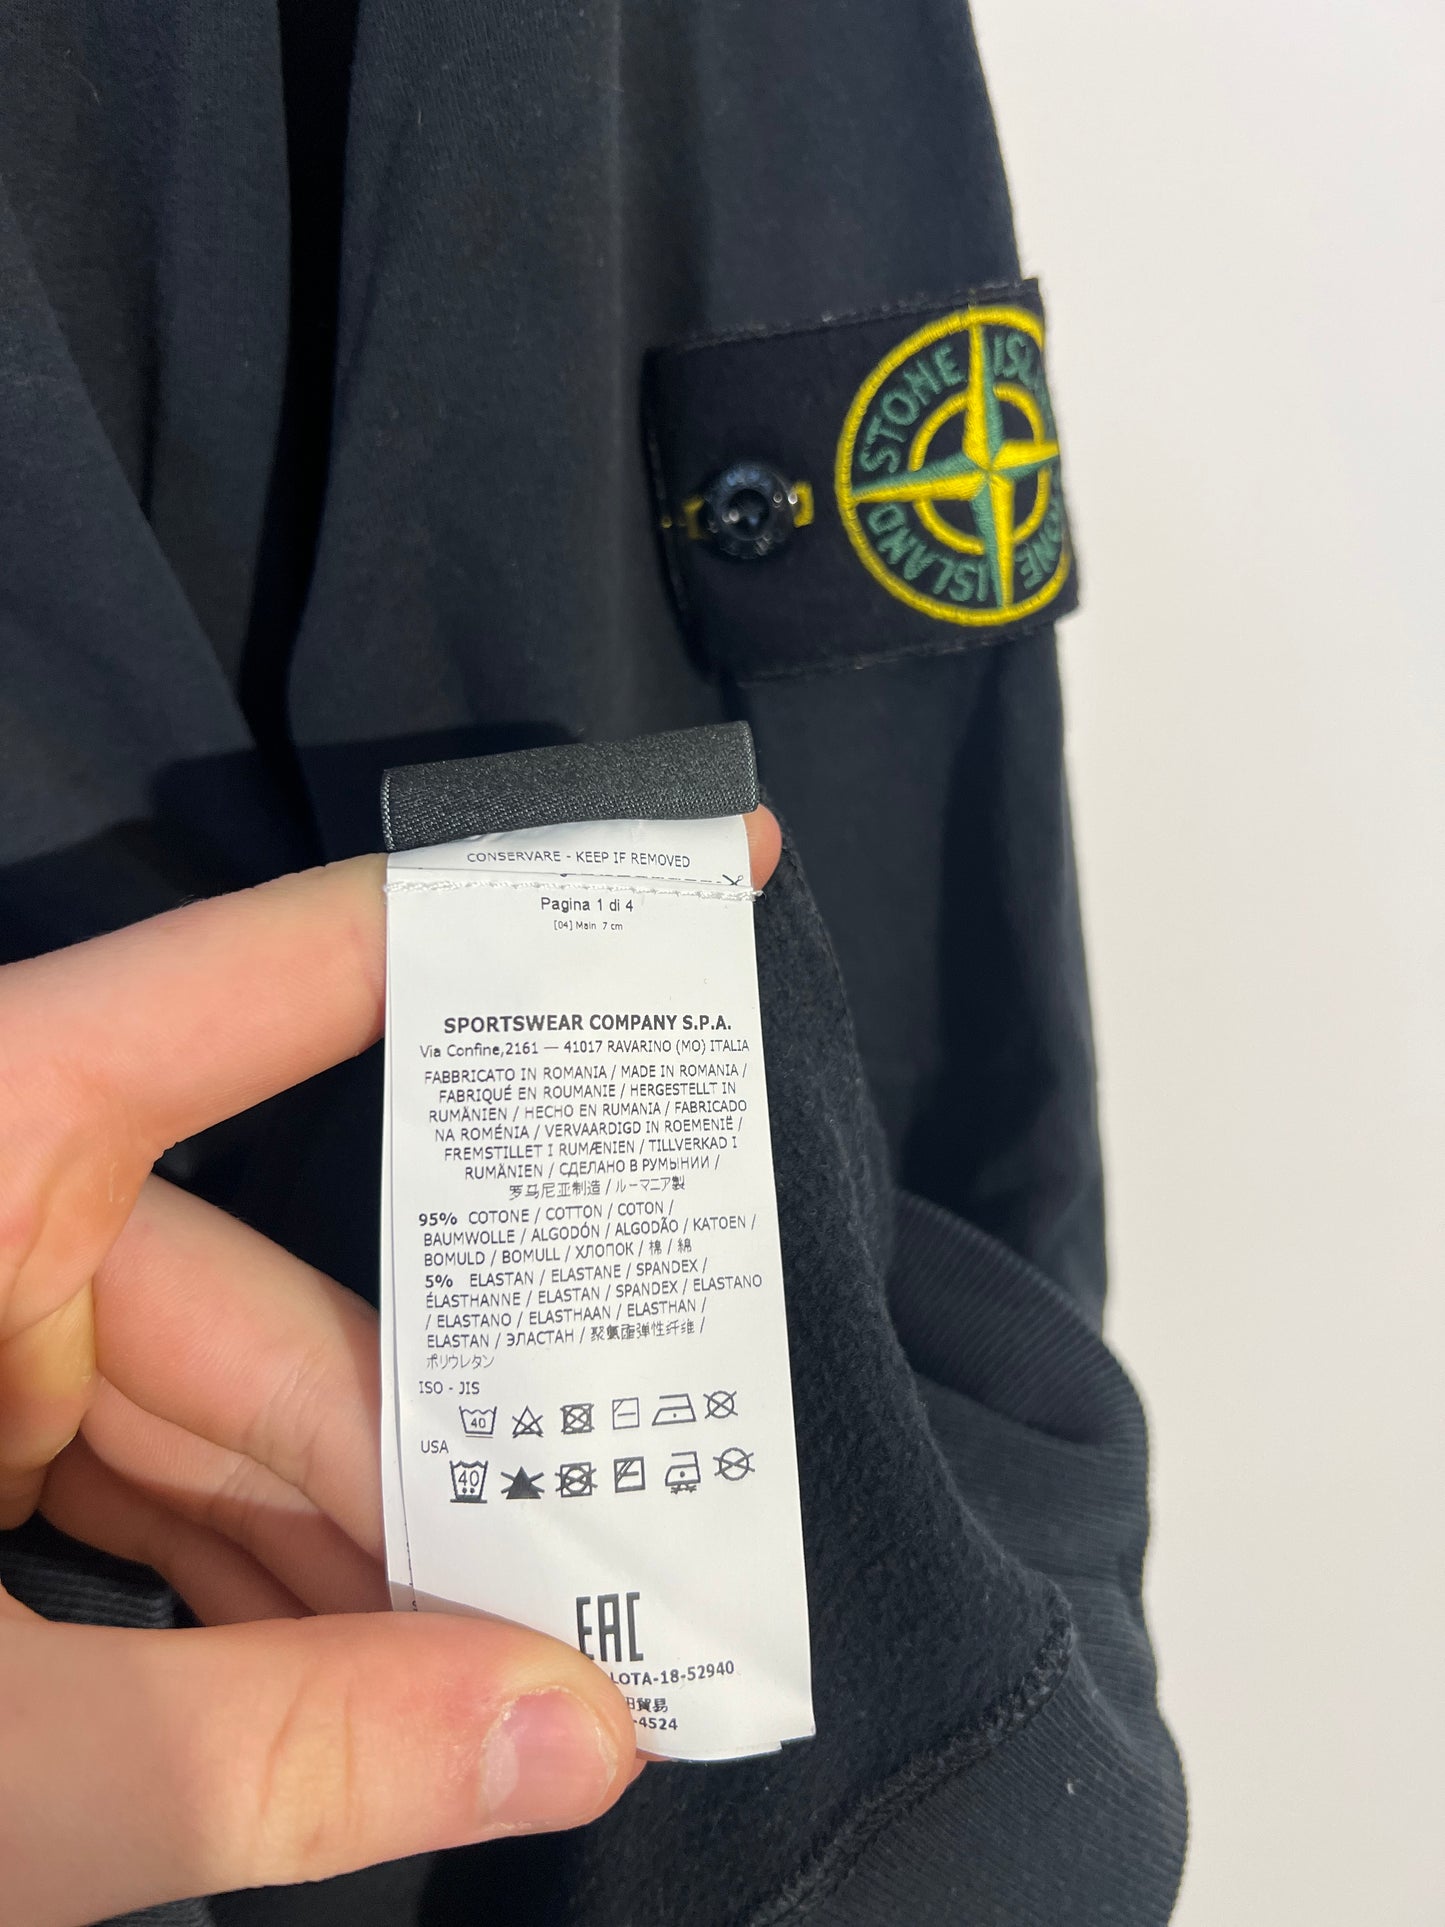 STONE ISLAND
STONE ISLAND
CONSERVARE - KEEP IF REMOVED
Pagina 1 di 4
[04] Main 7 cm
SPORTSWEAR COMPANY S.P.A.
Via Confine,2161 — 41017 RAVARINO (MO) ITALIA
FABBRICATO IN ROMANIA / MADE IN ROMANIA /
FABRIQUÉ EN ROUMANIE / HERGESTELLT IN
RUMÄNIEN / HECHO EN RUMANIA / FABRICADO
NA ROMÉNIA / VERVAARDIGD IN ROEMENIË /
FREMSTILLET I RUMÆNIEN / TILLVERKAD I
RUMÄNIEN / СДЕЛАНО В РУМЫНИИ /
罗马尼亚制造 / ルーマニア製
95% COTONE / COTTON / COTON /
BAUMWOLLE / ALGODÓN / ALGODÃO / KATOEN /
BOMULD / BOMULL / ХЛОПОК / 棉 / 綿
5% ELASTAN / ELASTANE / SPANDEX /
ÉLASTHANNE / ELASTAN / SPANDEX / ELASTANO
/ ELASTANO / ELASTHAAN / ELASTHAN /
ELASTAN / ЭЛАСТАН / 聚氨酯弹性纤维 /
ポリウレタン
ISO - JIS
40
USA
40
EAC
LOTA-18-52940
田貿易
-4524